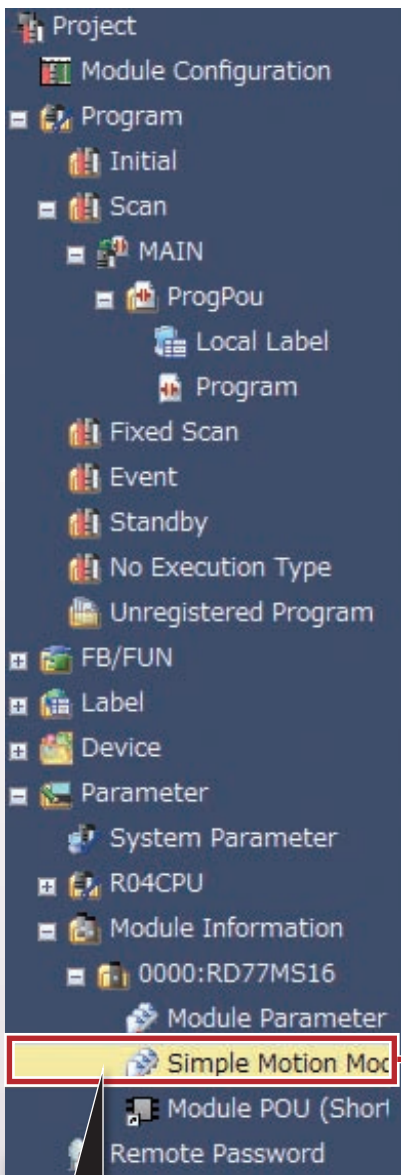 Project
Module Configuration
Program
Initial
Scan
MAIN
ProgPou
Local Label
Program
Fixed Scan
Event
Standby
No Execution Type
Unregistered Program
FB/FUN
Label
Device
Parameter
System Parameter
R04CPU
Module Information
0000:RD77MS16
Module Parameter
Simple Motion Mod
Module POU (Short
Remote Password